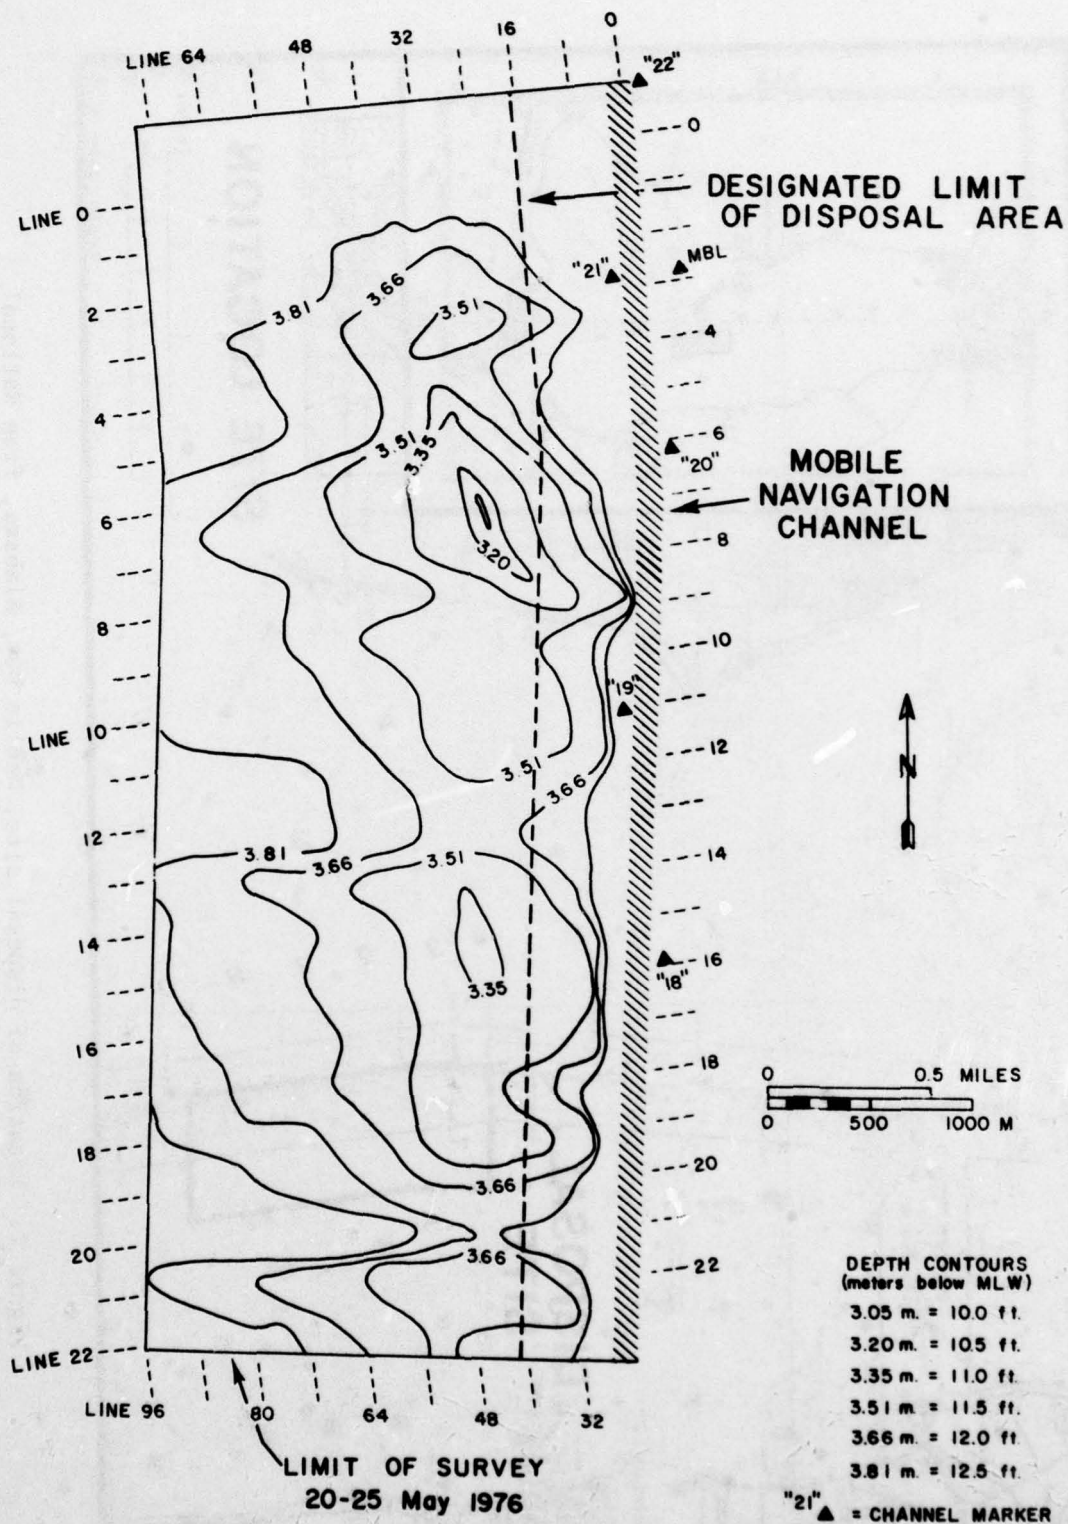 LINE 64
48
32
16
0
"22"
0
DESIGNATED LIMIT
OF DISPOSAL AREA
LINE 0
"21"
MBL
3.81
3.66
3.51
2
4
4
3.51
3.35
6
"20"
MOBILE
NAVIGATION
CHANNEL
6
3.20
8
8
10
"19"
LINE 10
3.51
12
3.66
N
12
3.81
3.66
3.51
14
14
3.35
16
"18"
16
18
0 0.5 MILES
0 500 1000 M
18
20
3.66
20
3.66
22
LINE 22
LINE 96
80
64
48
32
LIMIT OF SURVEY
20-25 May 1976
DEPTH CONTOURS
(meters below MLW)
3.05 m. = 10.0 ft.
3.20 m. = 10.5 ft.
3.35 m = 11.0 ft.
3.51 m = 11.5 ft.
3.66 m. = 12.0 ft
3.81 m. = 12.5 ft.
"21" = CHANNEL MARKER